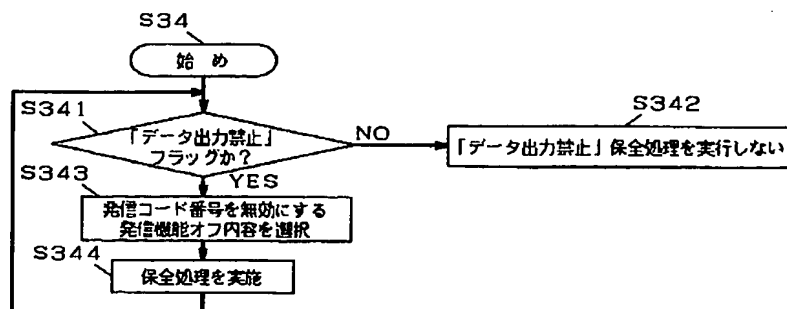 S34
始め
S341
「データ出力禁止」
フラッグか？
NO
S342
「データ出力禁止」保全処理を実行しない
YES
S343
発信コード番号を無効にする
発信機能オフ内容を選択
S344
保全処理を実施